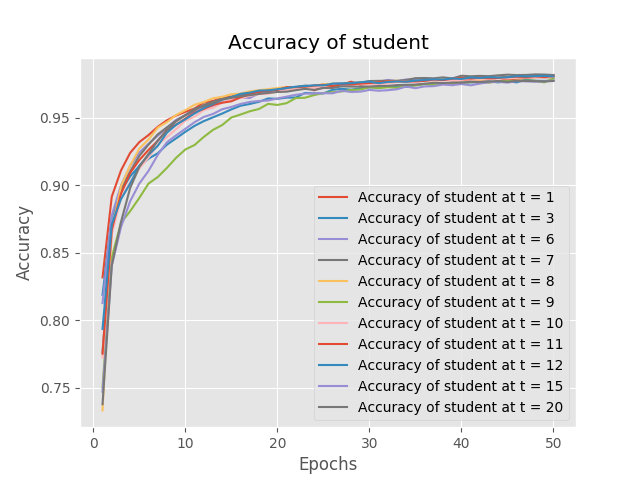 Accuracy of student
Accuracy
0.95
0.90
0.85
0.80
0.75
Accuracy of student at t = 1
Accuracy of student at t = 3
Accuracy of student at t = 6
Accuracy of student at t = 7
Accuracy of student at t = 8
Accuracy of student at t = 9
Accuracy of student at t = 10
Accuracy of student at t = 11
Accuracy of student at t = 12
Accuracy of student at t = 15
Accuracy of student at t = 20
0 10 20 30 40 50
Epochs